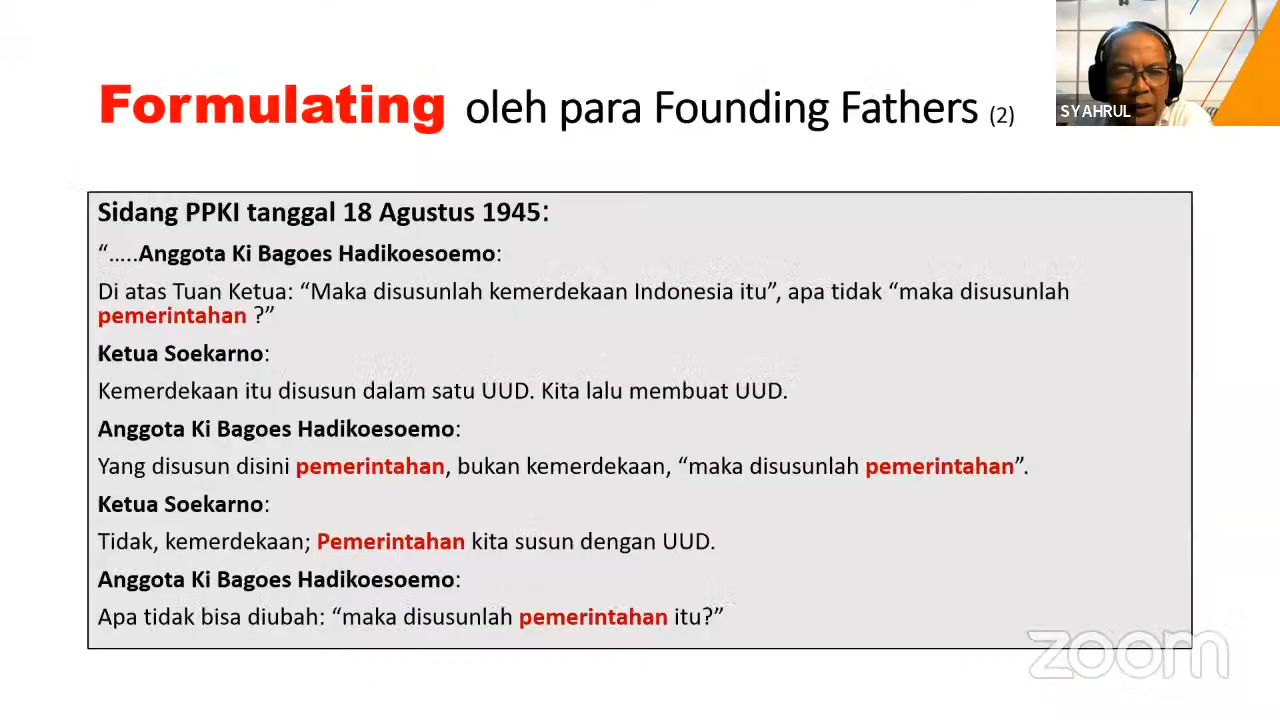 Formulating oleh para Founding Fathers (2)
SYAHRUL
Sidang PPKI tanggal 18 Agustus 1945:
“…..Anggota Ki Bagoes Hadikoesoemo:
Di atas Tuan Ketua: “Maka disusunlah kemerdekaan Indonesia itu”, apa tidak “maka disusunlah
pemerintahan ?”
Ketua Soekarno:
Kemerdekaan itu disusun dalam satu UUD. Kita lalu membuat UUD.
Anggota Ki Bagoes Hadikoesoemo:
Yang disusun disini pemerintahan, bukan kemerdekaan, “maka disusunlah pemerintahan”.
Ketua Soekarno:
Tidak, kemerdekaan; Pemerintahan kita susun dengan UUD.
Anggota Ki Bagoes Hadikoesoemo:
Apa tidak bisa diubah: “maka disusunlah pemerintahan itu?”
zoom